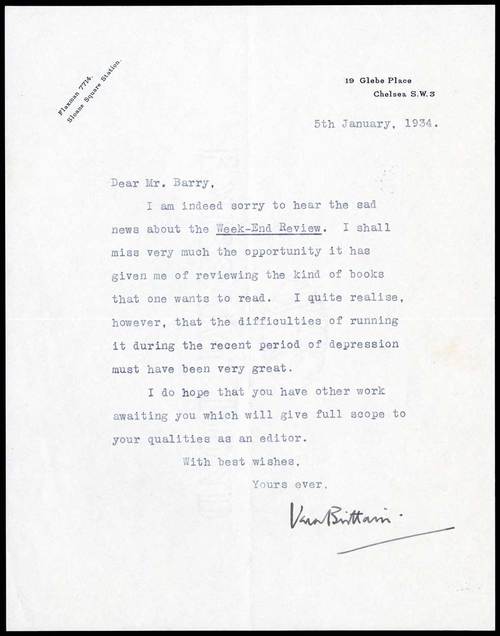 Flaxman 7714.
Sloane Square Station.
19 Glebe Place
Chelsea S.W.3
5th January, 1934.
Dear Mr. Barry,
I am indeed sorry to hear the sad
news about the Week-End Review. I shall
miss very much the opportunity it has
given me of reviewing the kind of books
that one wants to read. I quite realise,
however, that the difficulties of running
it during the recent period of depression
must have been very great.
I do hope that you have other work
awaiting you which will give full scope to
your qualities as an editor.
With best wishes,
Yours ever,
Vera Brittain.